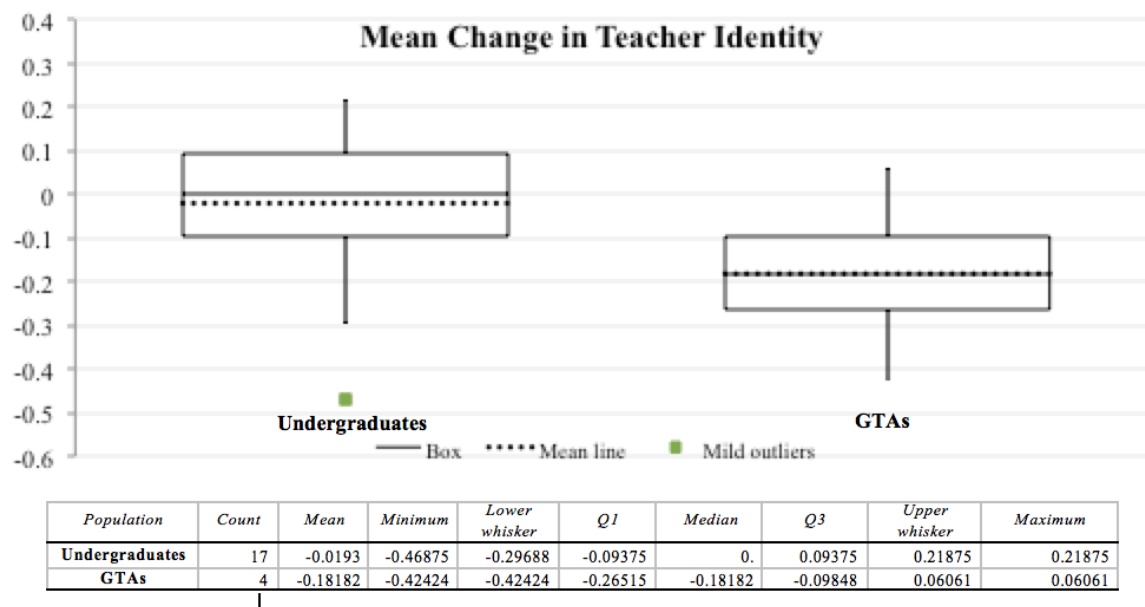 Mean Change in Teacher Identity
0.4
0.3
0.2
0.1
0
-0.1
-0.2
-0.3
-0.4
-0.5
-0.6
Undergraduates GTAs
Box Mean line Mild outliers
Population Count Mean Minimum Lower whisker Q1 Median Q3 Upper whisker Maximum
Undergraduates 17 -0.0193 -0.46875 -0.29688 -0.09375 0. 0.09375 0.21875 0.21875
GTAs 4 -0.18182 -0.42424 -0.42424 -0.26515 -0.18182 -0.09848 0.06061 0.06061